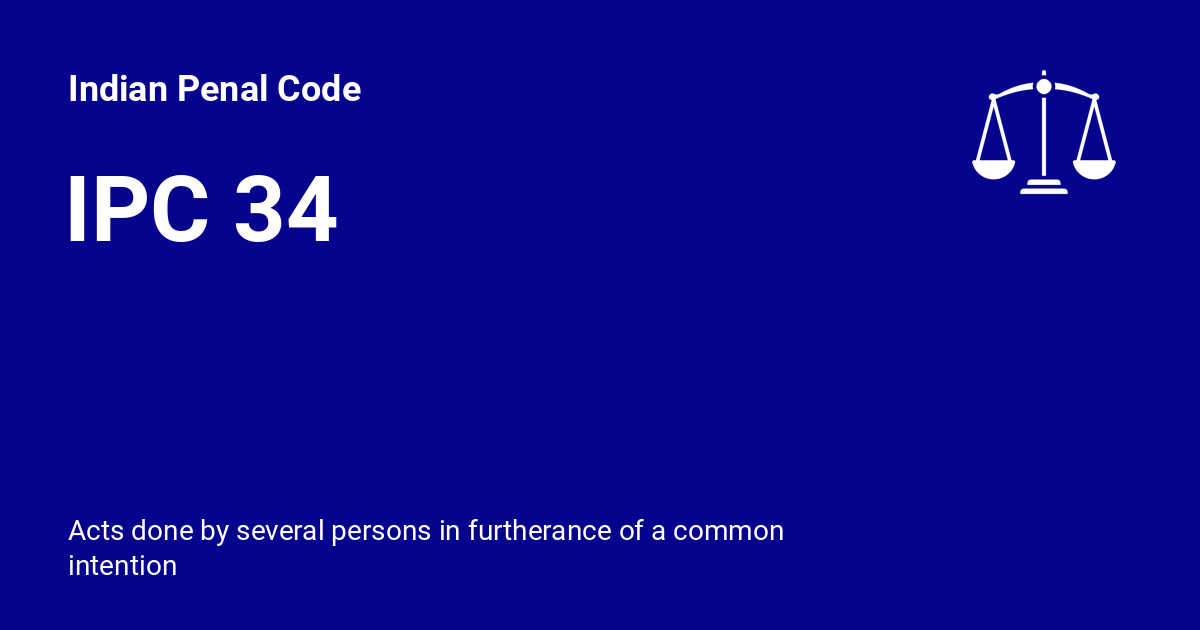 Indian Penal Code
IPC 34
Acts done by several persons in furtherance of a common
intention